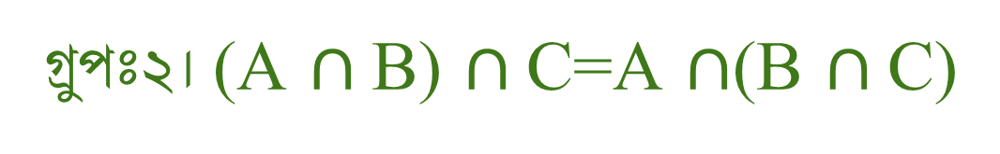 গ্রুপঃ২। (A ∩ B) ∩ C=A ∩(B ∩ C)